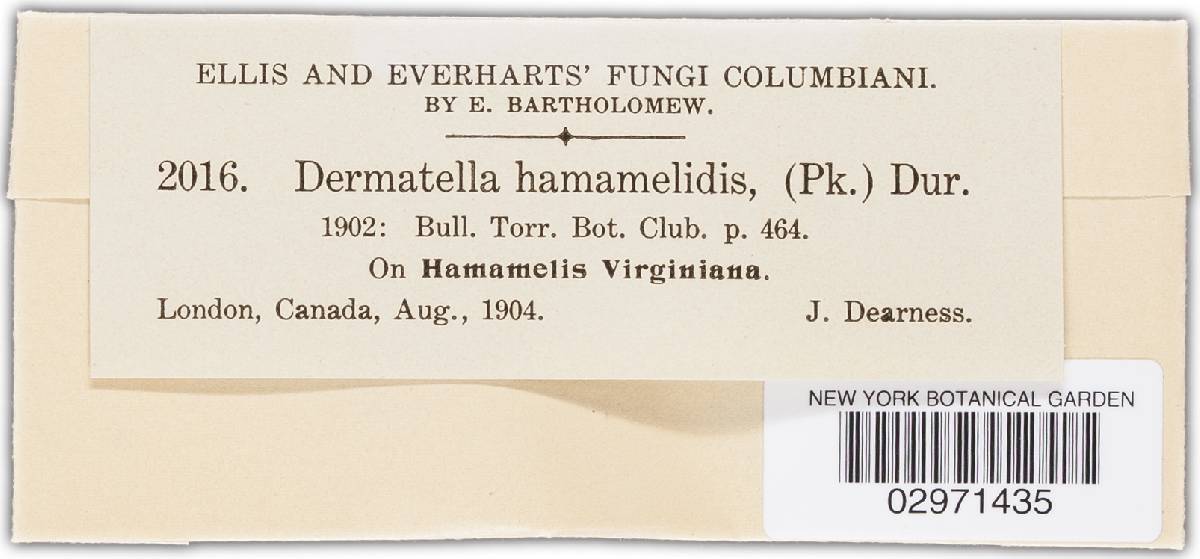 ELLIS AND EVERHARTS' FUNGI COLUMBIANI.
BY E. BARTHOLOMEW.
2016. Dermatella hamamelidis, (Pk.) Dur.
1902: Bull. Torr. Bot. Club. p. 464.
On Hamamelis Virginiana.
London, Canada, Aug., 1904. J. Dearness.
NEW YORK BOTANICAL GARDEN
02971435